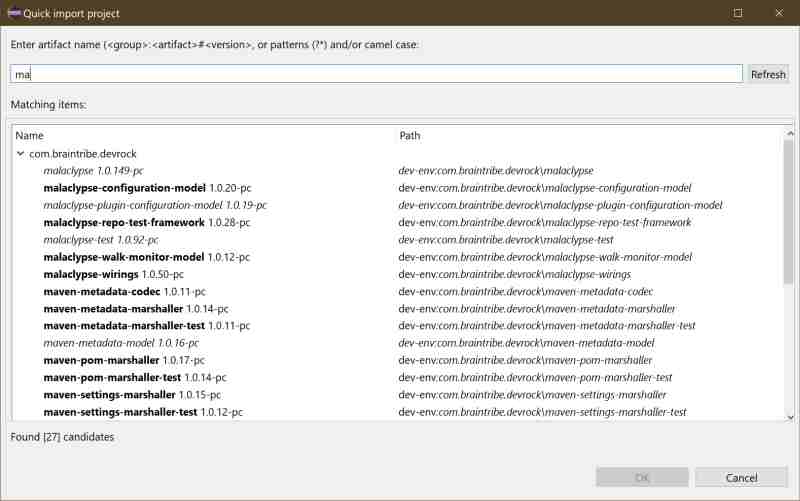 Quick import project
Enter artifact name (<group>:<artifact>#<version>, or patterns (?*) and/or camel case:
ma Refresh
Matching items:
Name Path
com.braintribe.devrock
malaclypse 1.0.149-pc dev-env:com.braintribe.devrock\malaclypse
malaclypse-configuration-model 1.0.20-pc dev-env:com.braintribe.devrock\malaclypse-configuration-model
malaclypse-plugin-configuration-model 1.0.19-pc dev-env:com.braintribe.devrock\malaclypse-plugin-configuration-model
malaclypse-repo-test-framework 1.0.28-pc dev-env:com.braintribe.devrock\malaclypse-repo-test-framework
malaclypse-test 1.0.92-pc dev-env:com.braintribe.devrock\malaclypse-test
malaclypse-walk-monitor-model 1.0.12-pc dev-env:com.braintribe.devrock\malaclypse-walk-monitor-model
malaclypse-wirings 1.0.50-pc dev-env:com.braintribe.devrock\malaclypse-wirings
maven-metadata-codec 1.0.11-pc dev-env:com.braintribe.devrock\maven-metadata-codec
maven-metadata-marshaller 1.0.14-pc dev-env:com.braintribe.devrock\maven-metadata-marshaller
maven-metadata-marshaller-test 1.0.11-pc dev-env:com.braintribe.devrock\maven-metadata-marshaller-test
maven-metadata-model 1.0.16-pc dev-env:com.braintribe.devrock\maven-metadata-model
maven-pom-marshaller 1.0.17-pc dev-env:com.braintribe.devrock\maven-pom-marshaller
maven-pom-marshaller-test 1.0.14-pc dev-env:com.braintribe.devrock\maven-pom-marshaller-test
maven-settings-marshaller 1.0.15-pc dev-env:com.braintribe.devrock\maven-settings-marshaller
maven-settings-marshaller-test 1.0.12-pc dev-env:com.braintribe.devrock\maven-settings-marshaller-test
Found [27] candidates
OK Cancel